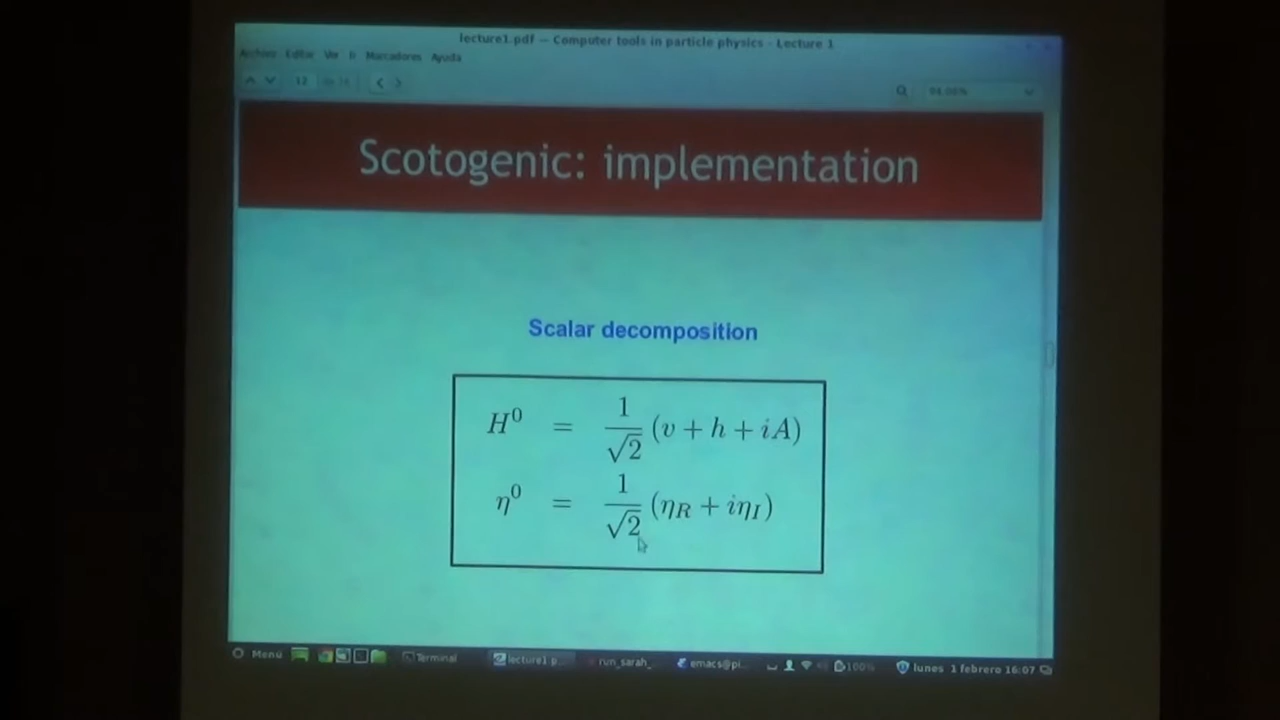 lecture1.pdf — Computer tools in particle physics - Lecture 1
Archivo Editar Ver Ir Marcadores Ayuda
12
Scotogenic: implementation
Scalar decomposition
H⁰ = 1/√2 (v + h + iA)
η⁰ = 1/√2 (η_R + iη_I)
Menú Terminal lecture1.p... run_sarah_ emacs@pi... 100% lunes 1 febrero 16:07